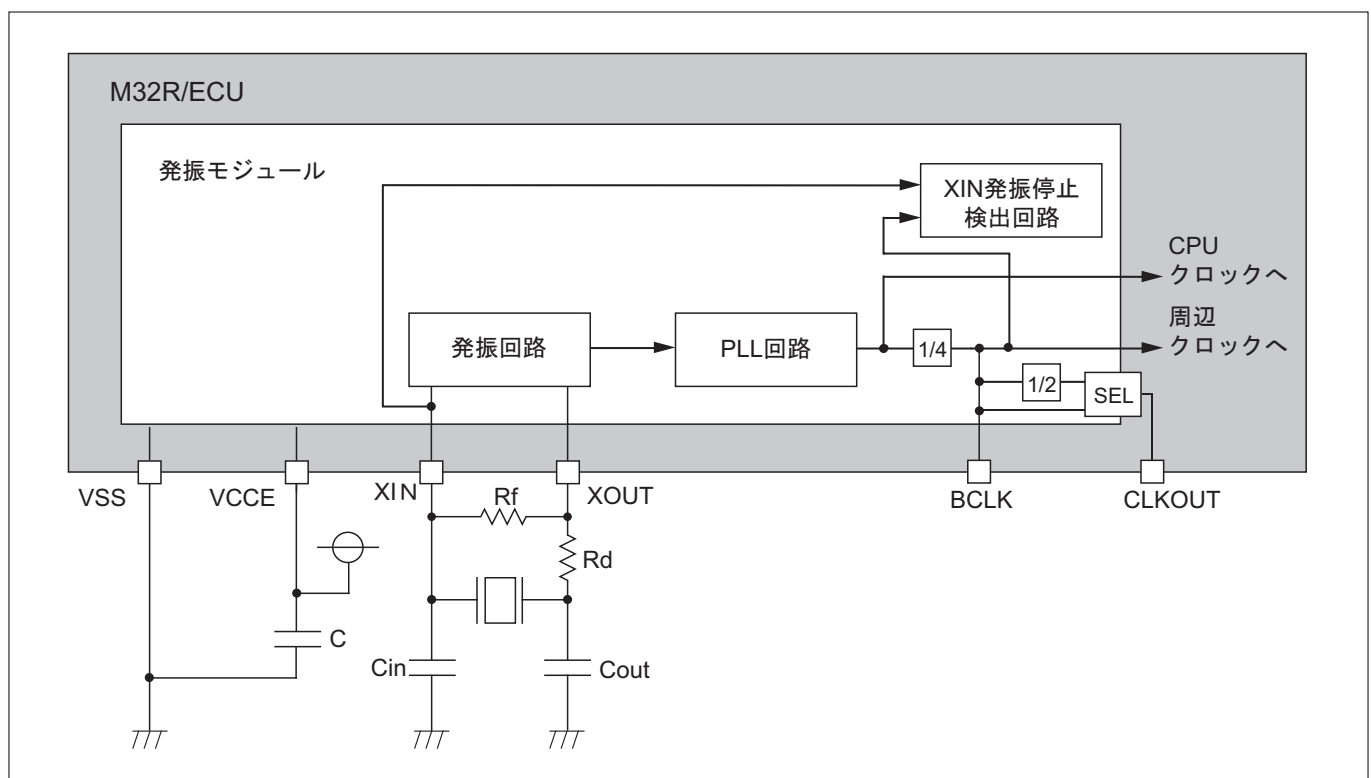 M32R/ECU
発振モジュール
XIN発振停止
検出回路
CPU
クロックへ
周辺
クロックへ
発振回路
PLL回路
1/4
1/2
SEL
VSS
VCCE
XIN
XOUT
BCLK
CLKOUT
Rf
Rd
C
Cin
Cout